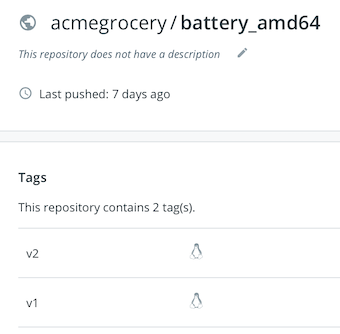 acmegrocery / battery_amd64
This repository does not have a description
Last pushed: 7 days ago
Tags
This repository contains 2 tag(s).
v2
v1